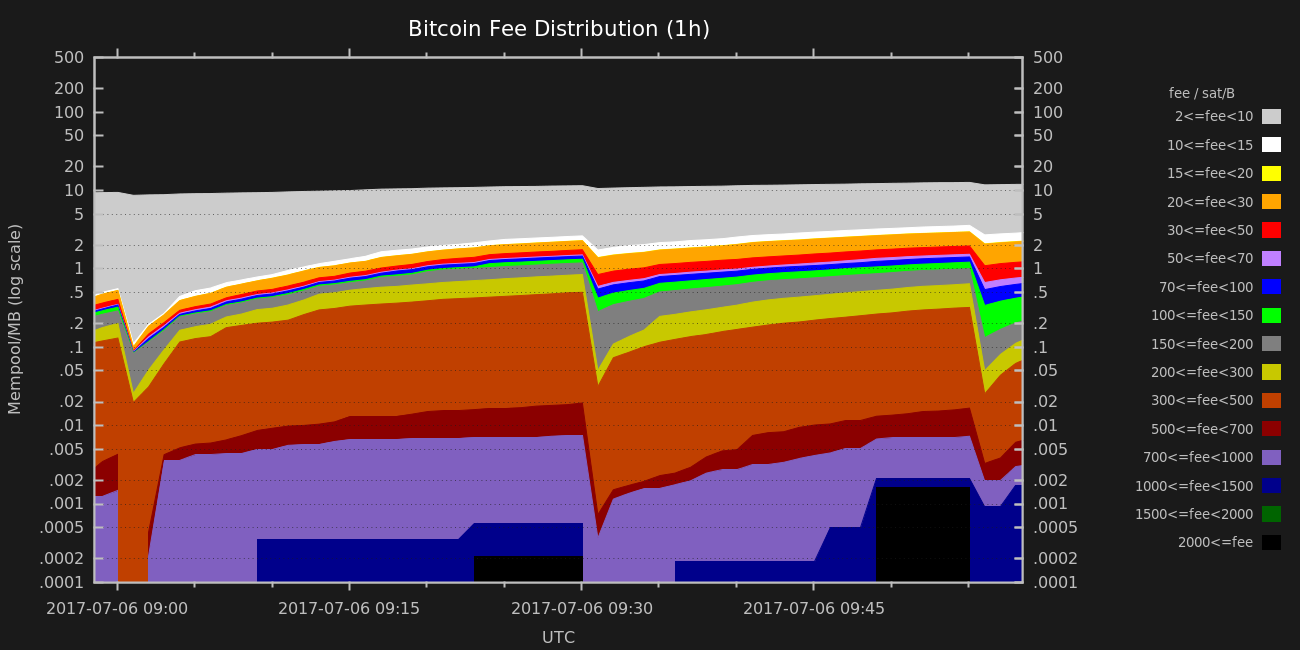 Bitcoin Fee Distribution (1h)
500 500
200 200
100 100
50 50
20 20
10 10
5 5
2 2
1 1
.5 .5
.2 .2
.1 .1
.05 .05
.02 .02
.01 .01
.005 .005
.002 .002
.001 .001
.0005 .0005
.0002 .0002
.0001 .0001
Mempool/MB (log scale)
2017-07-06 09:00 2017-07-06 09:15 2017-07-06 09:30 2017-07-06 09:45
UTC
fee / sat/B
2<=fee<10
10<=fee<15
15<=fee<20
20<=fee<30
30<=fee<50
50<=fee<70
70<=fee<100
100<=fee<150
150<=fee<200
200<=fee<300
300<=fee<500
500<=fee<700
700<=fee<1000
1000<=fee<1500
1500<=fee<2000
2000<=fee